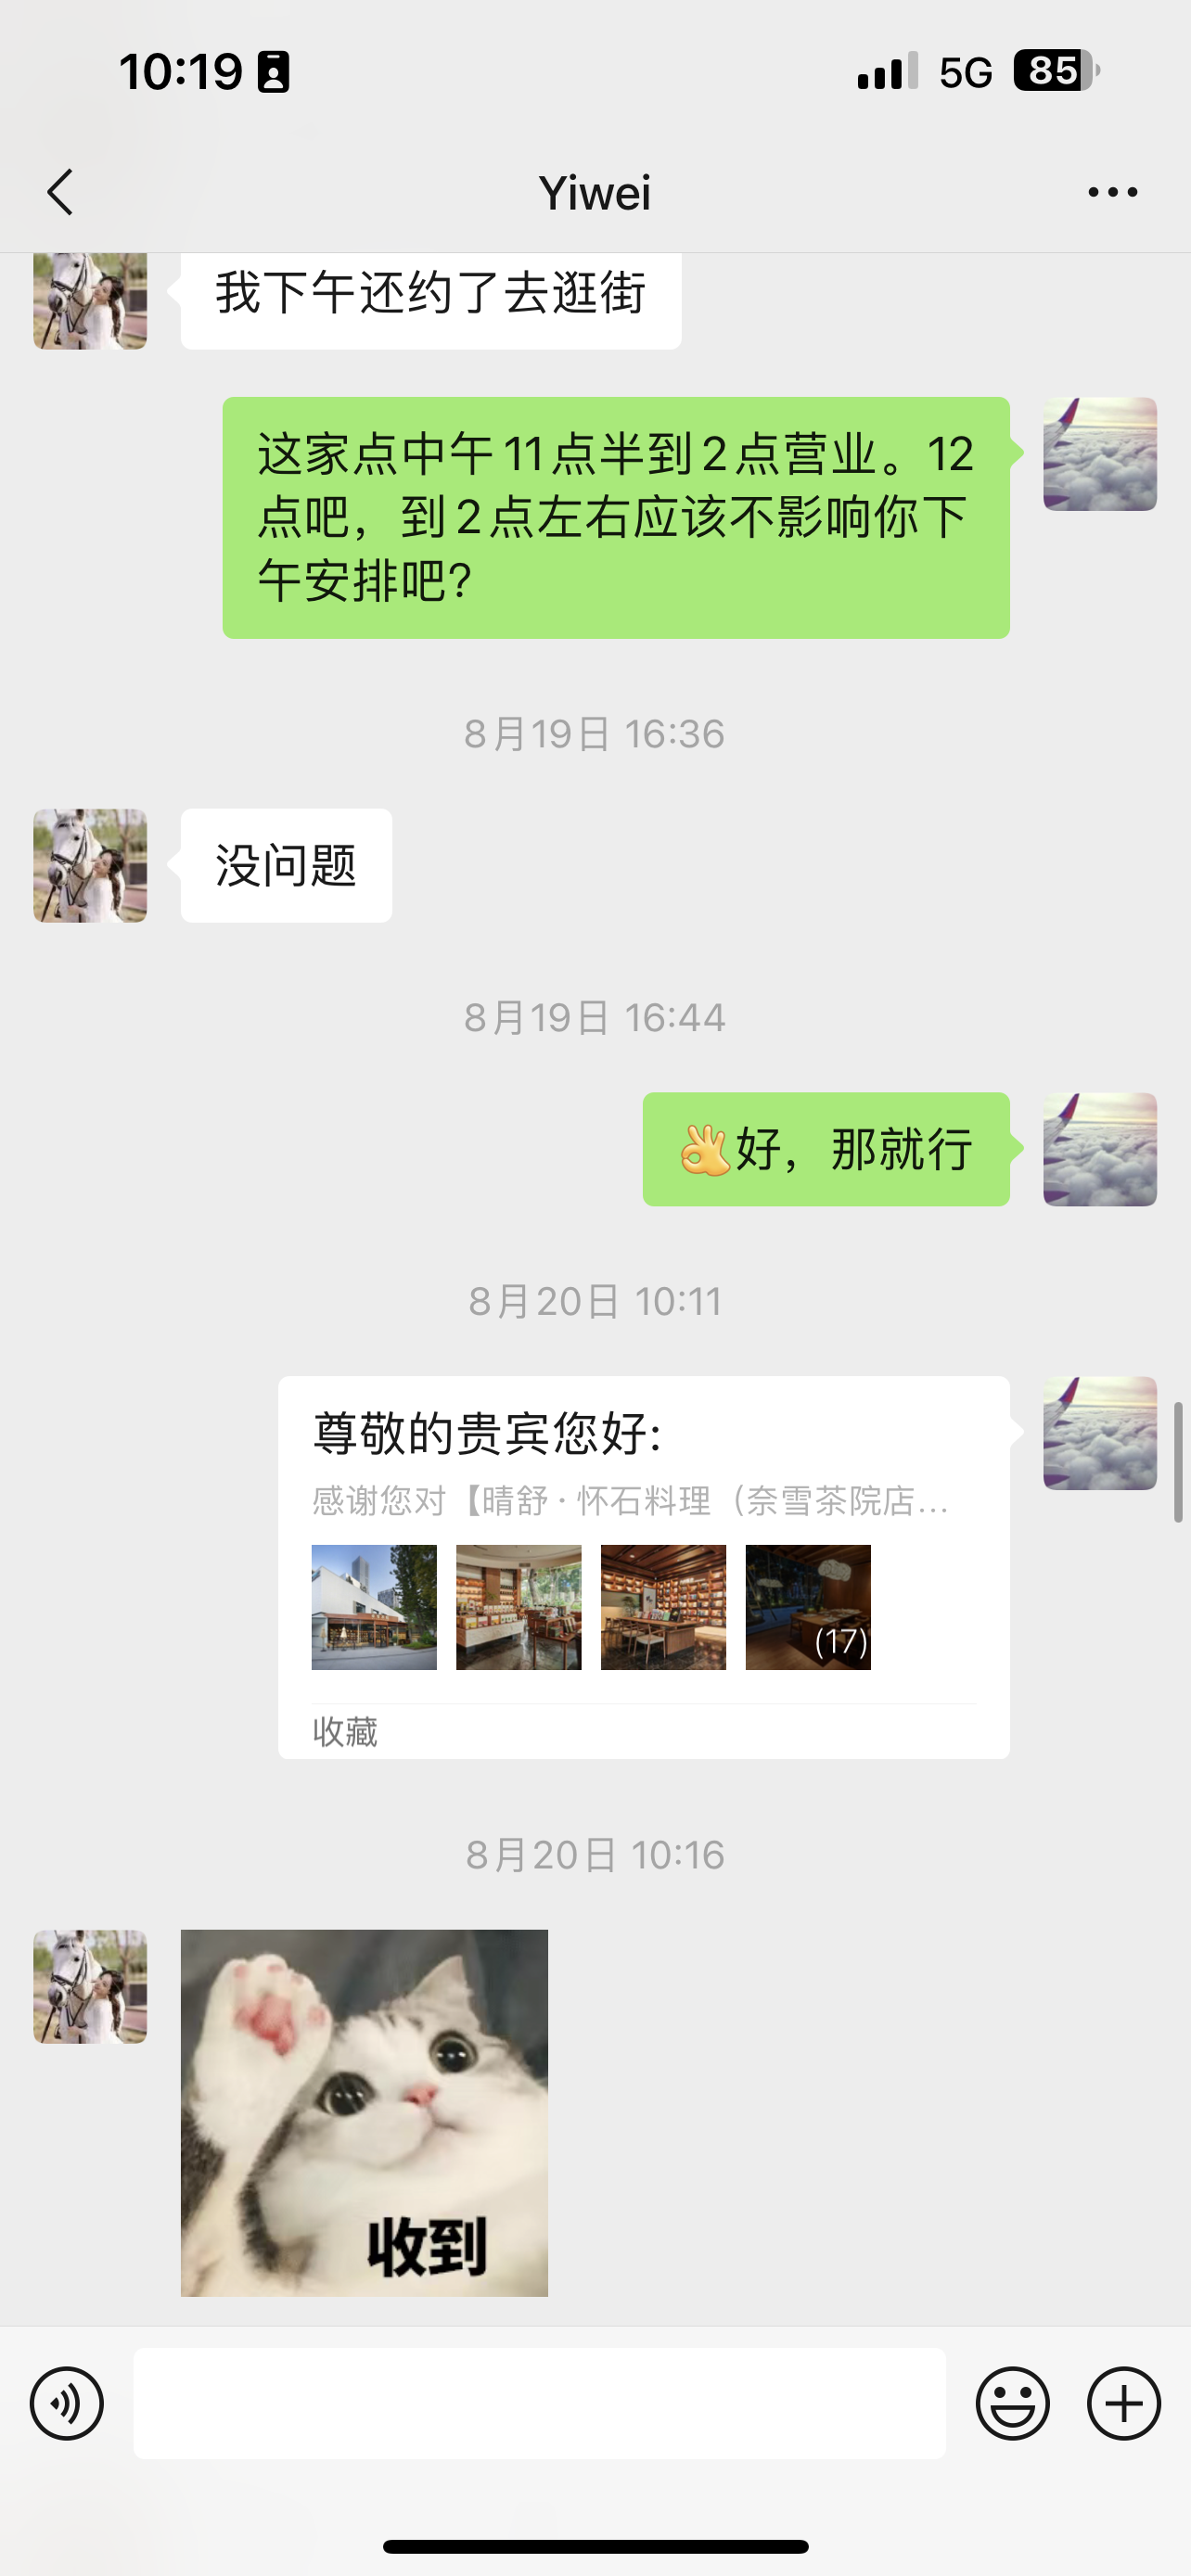 10:19
5G 85
Yiwei
我下午还约了去逛街
这家点中午11点半到2点营业。12
点吧，到2点左右应该不影响你下
午安排吧？
8月19日 16:36
没问题
8月19日 16:44
👌好，那就行
8月20日 10:11
尊敬的贵宾您好：
感谢您对【晴舒·怀石料理（奈雪茶院店...
(17)
收藏
8月20日 10:16
收到